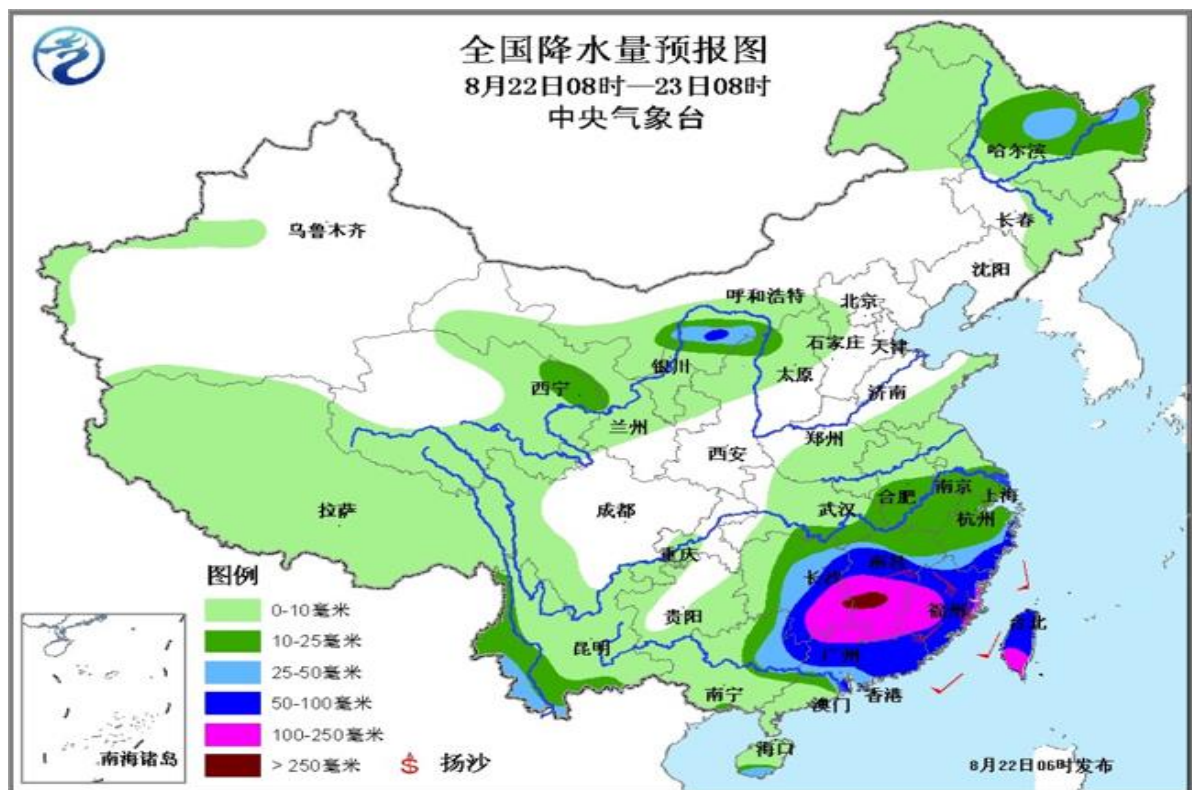 全国降水量预报图
8月22日08时—23日08时
中央气象台
哈尔滨
乌鲁木齐
长春
沈阳
呼和浩特
北京
石家庄
天津
银川
太原
西宁
济南
兰州
郑州
西安
南京
合肥
上海
拉萨
成都
武汉
杭州
重庆
长沙
南昌
福州
贵阳
台北
昆明
广州
南宁
香港
澳门
海口
图例
0-10毫米
10-25毫米
25-50毫米
50-100毫米
100-250毫米
> 250毫米
扬沙
南海诸岛
8月22日06时发布